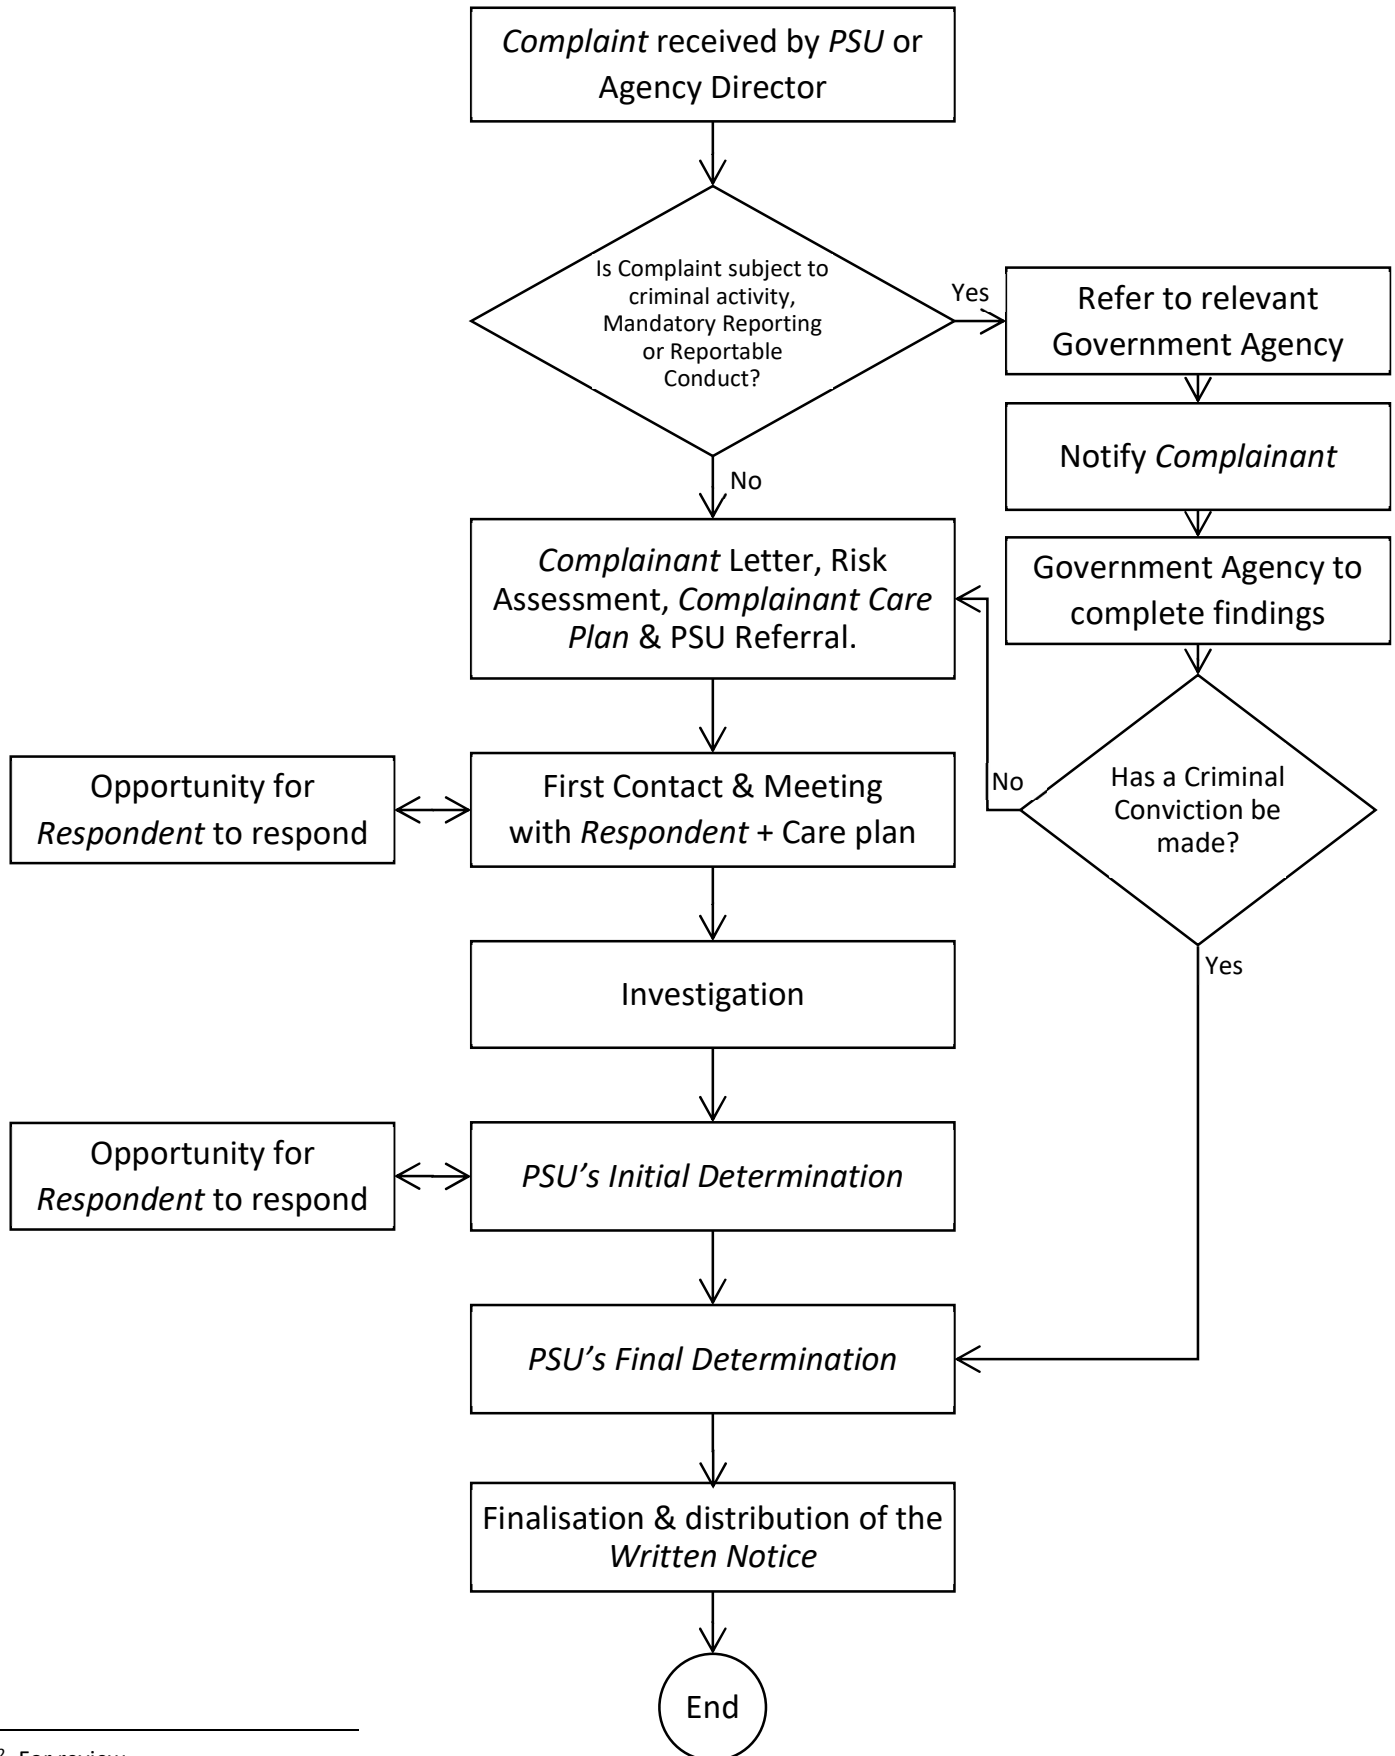 Complaint received by PSU or
Agency Director
Is Complaint subject to
criminal activity,
Mandatory Reporting
or Reportable
Conduct?
Yes
Refer to relevant
Government Agency
Notify Complainant
No
Complainant Letter, Risk
Assessment, Complainant Care
Plan & PSU Referral.
Government Agency to
complete findings
Has a Criminal
Conviction be
made?
No
Yes
Opportunity for
Respondent to respond
First Contact & Meeting
with Respondent + Care plan
Investigation
Opportunity for
Respondent to respond
PSU’s Initial Determination
PSU’s Final Determination
Finalisation & distribution of the
Written Notice
End
2 For review